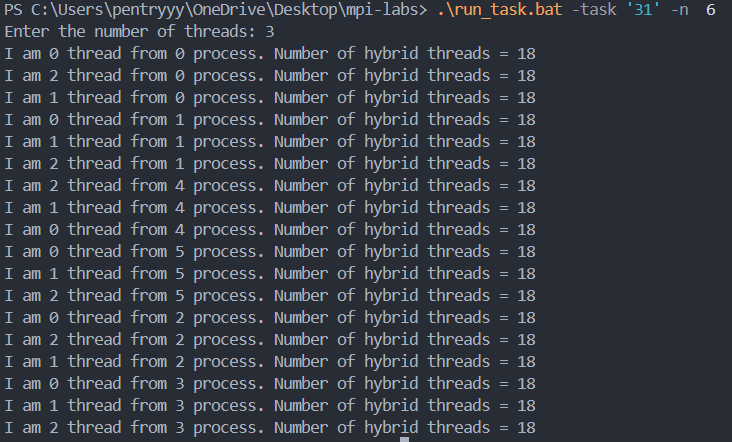 PS C:\Users\pentryyy\OneDrive\Desktop\mpi-labs> .\run_task.bat -task '31' -n  6
Enter the number of threads: 3
I am 0 thread from 0 process. Number of hybrid threads = 18
I am 2 thread from 0 process. Number of hybrid threads = 18
I am 1 thread from 0 process. Number of hybrid threads = 18
I am 0 thread from 1 process. Number of hybrid threads = 18
I am 1 thread from 1 process. Number of hybrid threads = 18
I am 2 thread from 1 process. Number of hybrid threads = 18
I am 2 thread from 4 process. Number of hybrid threads = 18
I am 1 thread from 4 process. Number of hybrid threads = 18
I am 0 thread from 4 process. Number of hybrid threads = 18
I am 0 thread from 5 process. Number of hybrid threads = 18
I am 1 thread from 5 process. Number of hybrid threads = 18
I am 2 thread from 5 process. Number of hybrid threads = 18
I am 0 thread from 2 process. Number of hybrid threads = 18
I am 2 thread from 2 process. Number of hybrid threads = 18
I am 1 thread from 2 process. Number of hybrid threads = 18
I am 0 thread from 3 process. Number of hybrid threads = 18
I am 1 thread from 3 process. Number of hybrid threads = 18
I am 2 thread from 3 process. Number of hybrid threads = 18